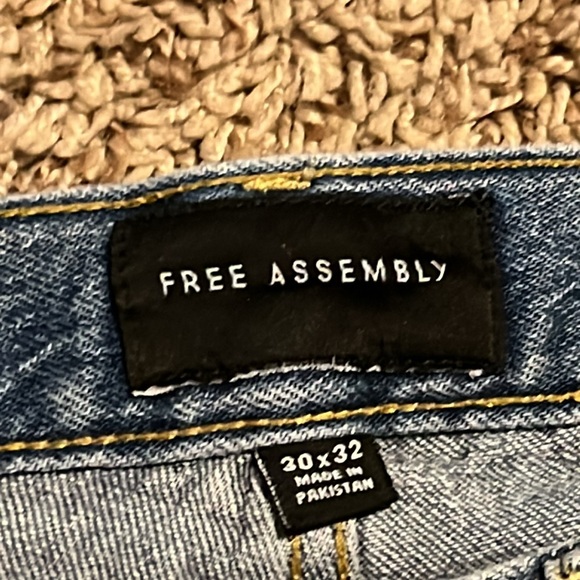 FREE ASSEMBLY
30x32
MADE IN
PAKISTAN